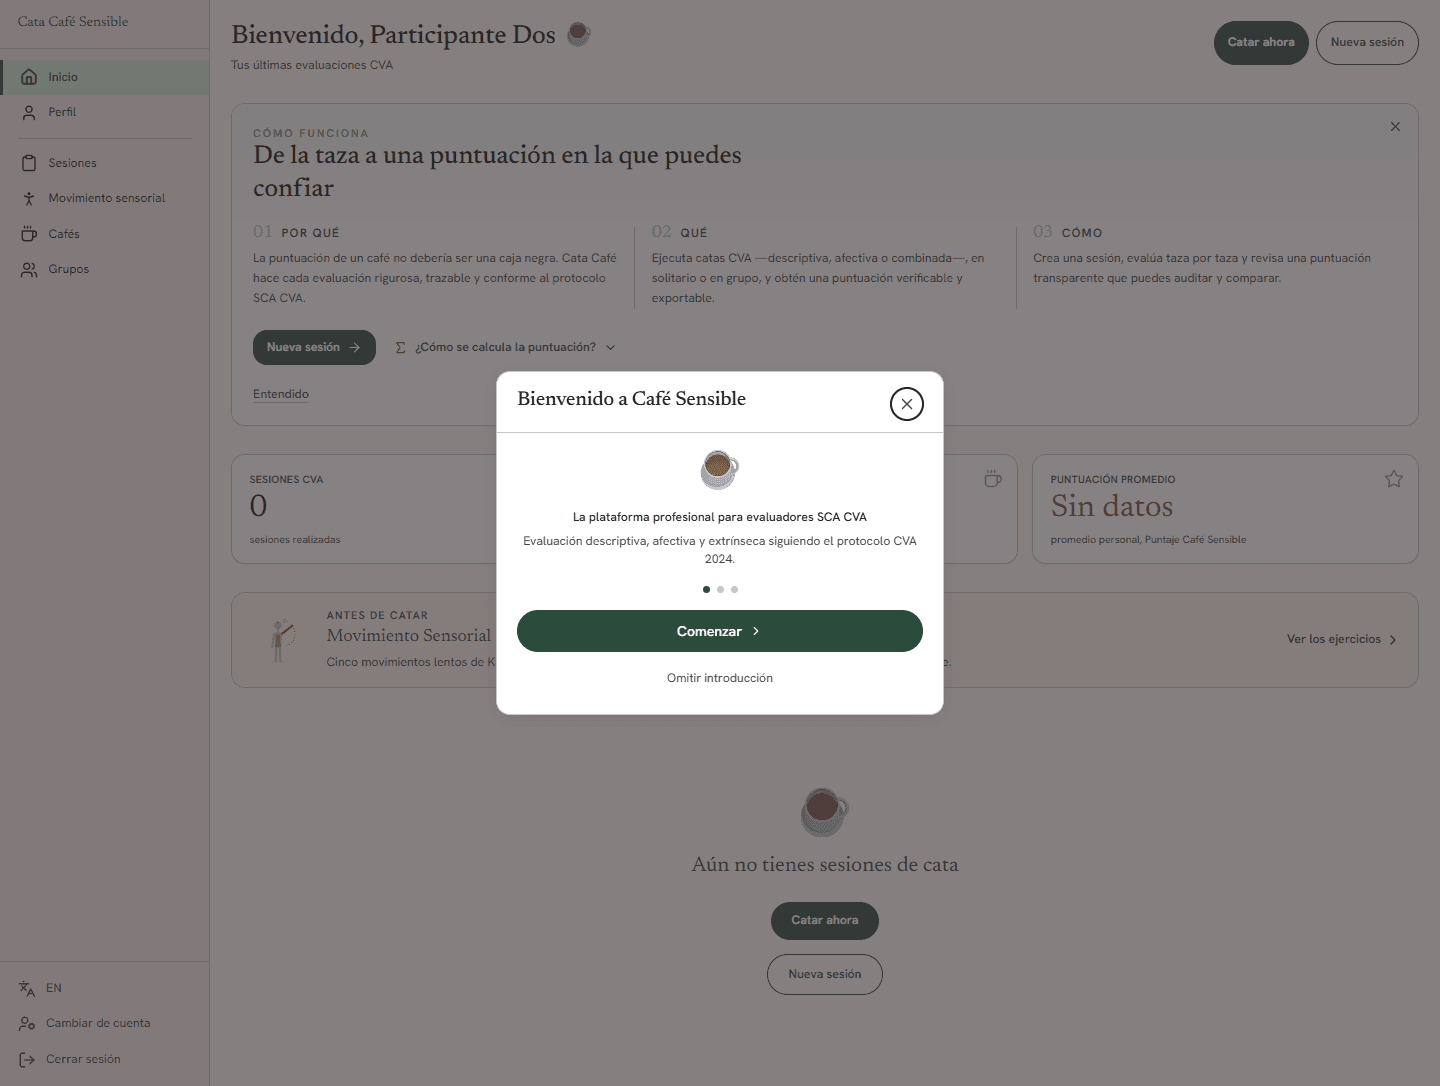 Cata Café Sensible
Inicio
Perfil
Sesiones
Movimiento sensorial
Cafés
Grupos
EN
Cambiar de cuenta
Cerrar sesión
Bienvenido, Participante Dos
Tus últimas evaluaciones CVA
Catar ahora
Nueva sesión
CÓMO FUNCIONA
De la taza a una puntuación en la que puedes
confiar
01 POR QUÉ
La puntuación de un café no debería ser una caja negra. Cata Café
hace cada evaluación rigurosa, trazable y conforme al protocolo
SCA CVA.
02 QUÉ
Ejecuta catas CVA —descriptiva, afectiva o combinada—, en
solitario o en grupo, y obtén una puntuación verificable y
exportable.
03 CÓMO
Crea una sesión, evalúa taza por taza y revisa una puntuación
transparente que puedes auditar y comparar.
Nueva sesión
¿Cómo se calcula la puntuación?
Entendido
Bienvenido a Café Sensible
La plataforma profesional para evaluadores SCA CVA
Evaluación descriptiva, afectiva y extrínseca siguiendo el protocolo CVA
2024.
Comenzar
Omitir introducción
SESIONES CVA
0
sesiones realizadas
PUNTUACIÓN PROMEDIO
Sin datos
promedio personal, Puntaje Café Sensible
ANTES DE CATAR
Movimiento Sensorial
Cinco movimientos lentos de
Ver los ejercicios
Aún no tienes sesiones de cata
Catar ahora
Nueva sesión